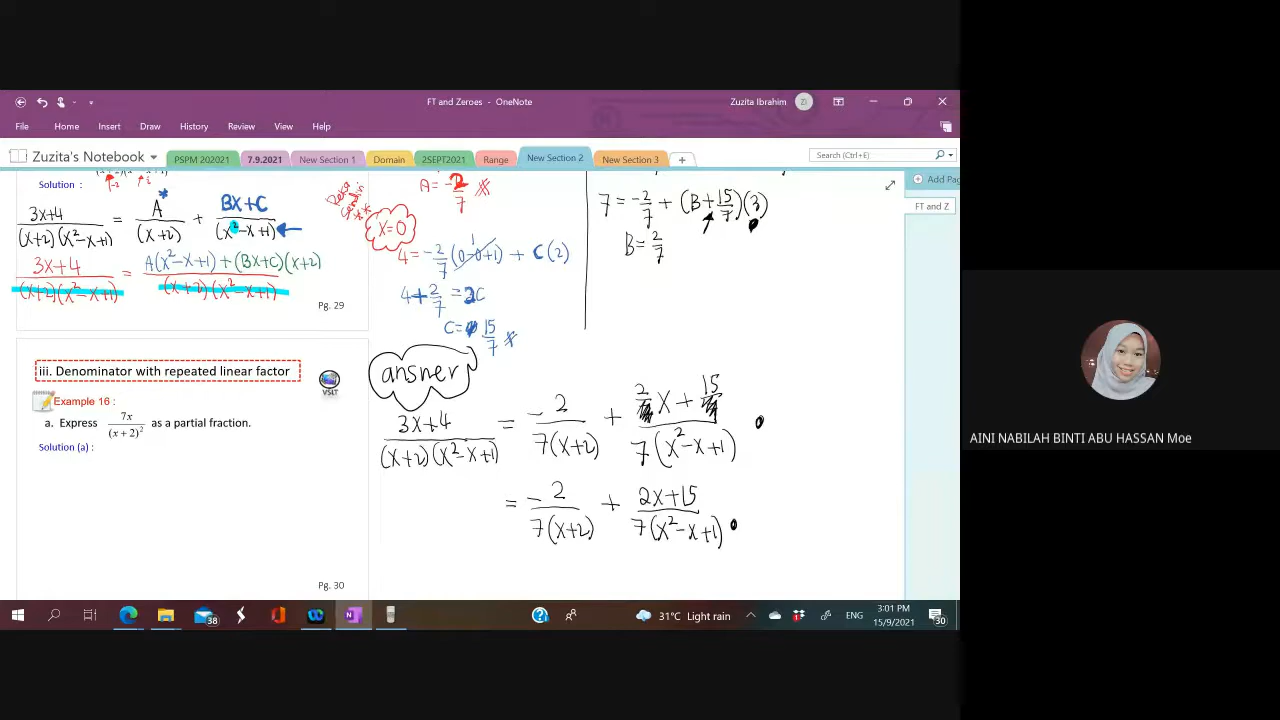 FT and Zeroes - OneNote
Zuzita Ibrahim
ZI
File Home Insert Draw History Review View Help
Zuzita's Notebook
PSPM 202021
7.9.2021
New Section 1
Domain
2SEPT2021
Range
New Section 2
New Section 3
Search (Ctrl+E)
Add Page
FT and Z
Solution :
3x+4/(x+2)(x²-x+1) = A/(x+2) + Bx+C/(x²-x+1)
3x+4/(x+2)(x²-x+1) = A(x²-x+1)+(Bx+C)(x+2)/(x+2)(x²-x+1)
Pg. 29
A = -2/7
x=0
4 = -2/7(0-0+1) + C(2)
4+2/7 = 2C
C = 15/7
7 = -2/7 + (B+15/7)(3)
B = 2/7
iii. Denominator with repeated linear factor
VSLT
Example 16 :
a. Express 7x/(x+2)² as a partial fraction.
Solution (a) :
Pg. 30
answer
3x+4/(x+2)(x²-x+1) = -2/7(x+2) + 2x+15/7(x²-x+1)
= -2/7(x+2) + 2x+15/7(x²-x+1)
AINI NABILAH BINTI ABU HASSAN Moe
38
31°C Light rain
ENG
3:01 PM
15/9/2021
30